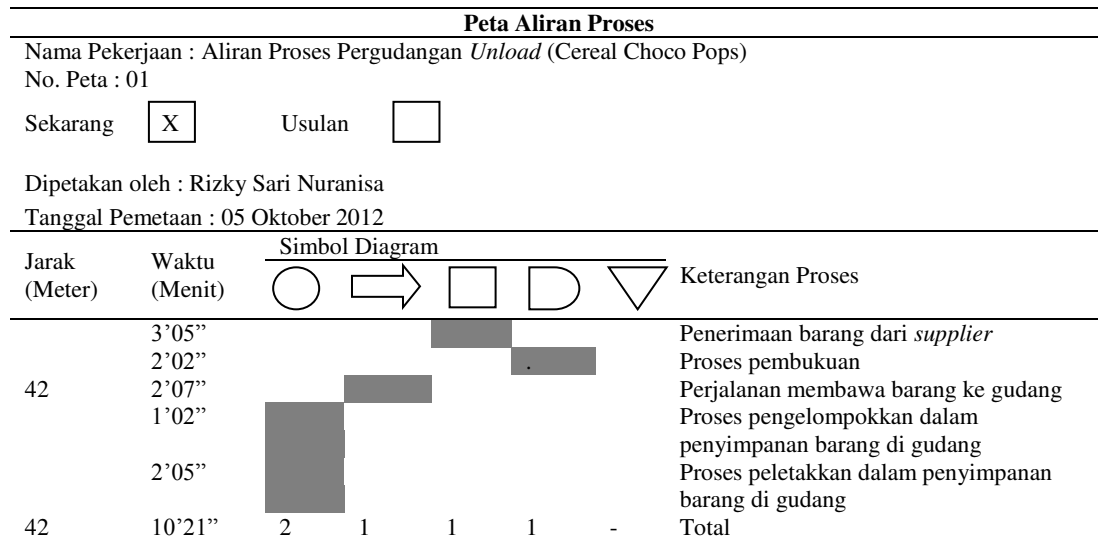 Peta Aliran Proses
Nama Pekerjaan : Aliran Proses Pergudangan Unload (Cereal Choco Pops)
No. Peta : 01
Sekarang X Usulan
Dipetakan oleh : Rizky Sari Nuranisa
Tanggal Pemetaan : 05 Oktober 2012
Jarak (Meter) Waktu (Menit) Simbol Diagram Keterangan Proses
3’05” Penerimaan barang dari supplier
2’02” . Proses pembukuan
42 2’07” Perjalanan membawa barang ke gudang
1’02” Proses pengelompokkan dalam
penyimpanan barang di gudang
2’05” Proses peletakkan dalam penyimpanan
barang di gudang
42 10’21” 2 1 1 1 - Total